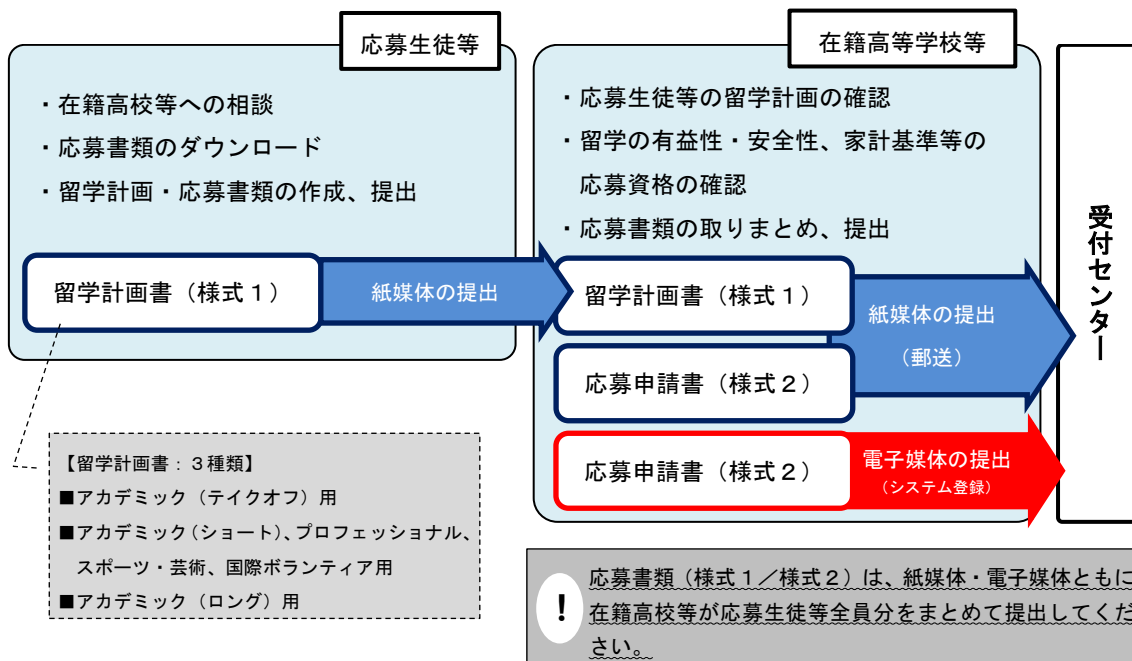 応募生徒等
・在籍高校等への相談
・応募書類のダウンロード
・留学計画・応募書類の作成、提出
留学計画書（様式１）
紙媒体の提出
在籍高等学校等
・応募生徒等の留学計画の確認
・留学の有益性・安全性、家計基準等の
応募資格の確認
・応募書類の取りまとめ、提出
留学計画書（様式１）
応募申請書（様式２）
紙媒体の提出
（郵送）
応募申請書（様式２）
電子媒体の提出
（システム登録）
受付センター
【留学計画書：３種類】
■アカデミック（テイクオフ）用
■アカデミック（ショート）、プロフェッショナル、
スポーツ・芸術、国際ボランティア用
■アカデミック（ロング）用
!
応募書類（様式１／様式２）は、紙媒体・電子媒体ともに
在籍高校等が応募生徒等全員分をまとめて提出してくだ
さい。